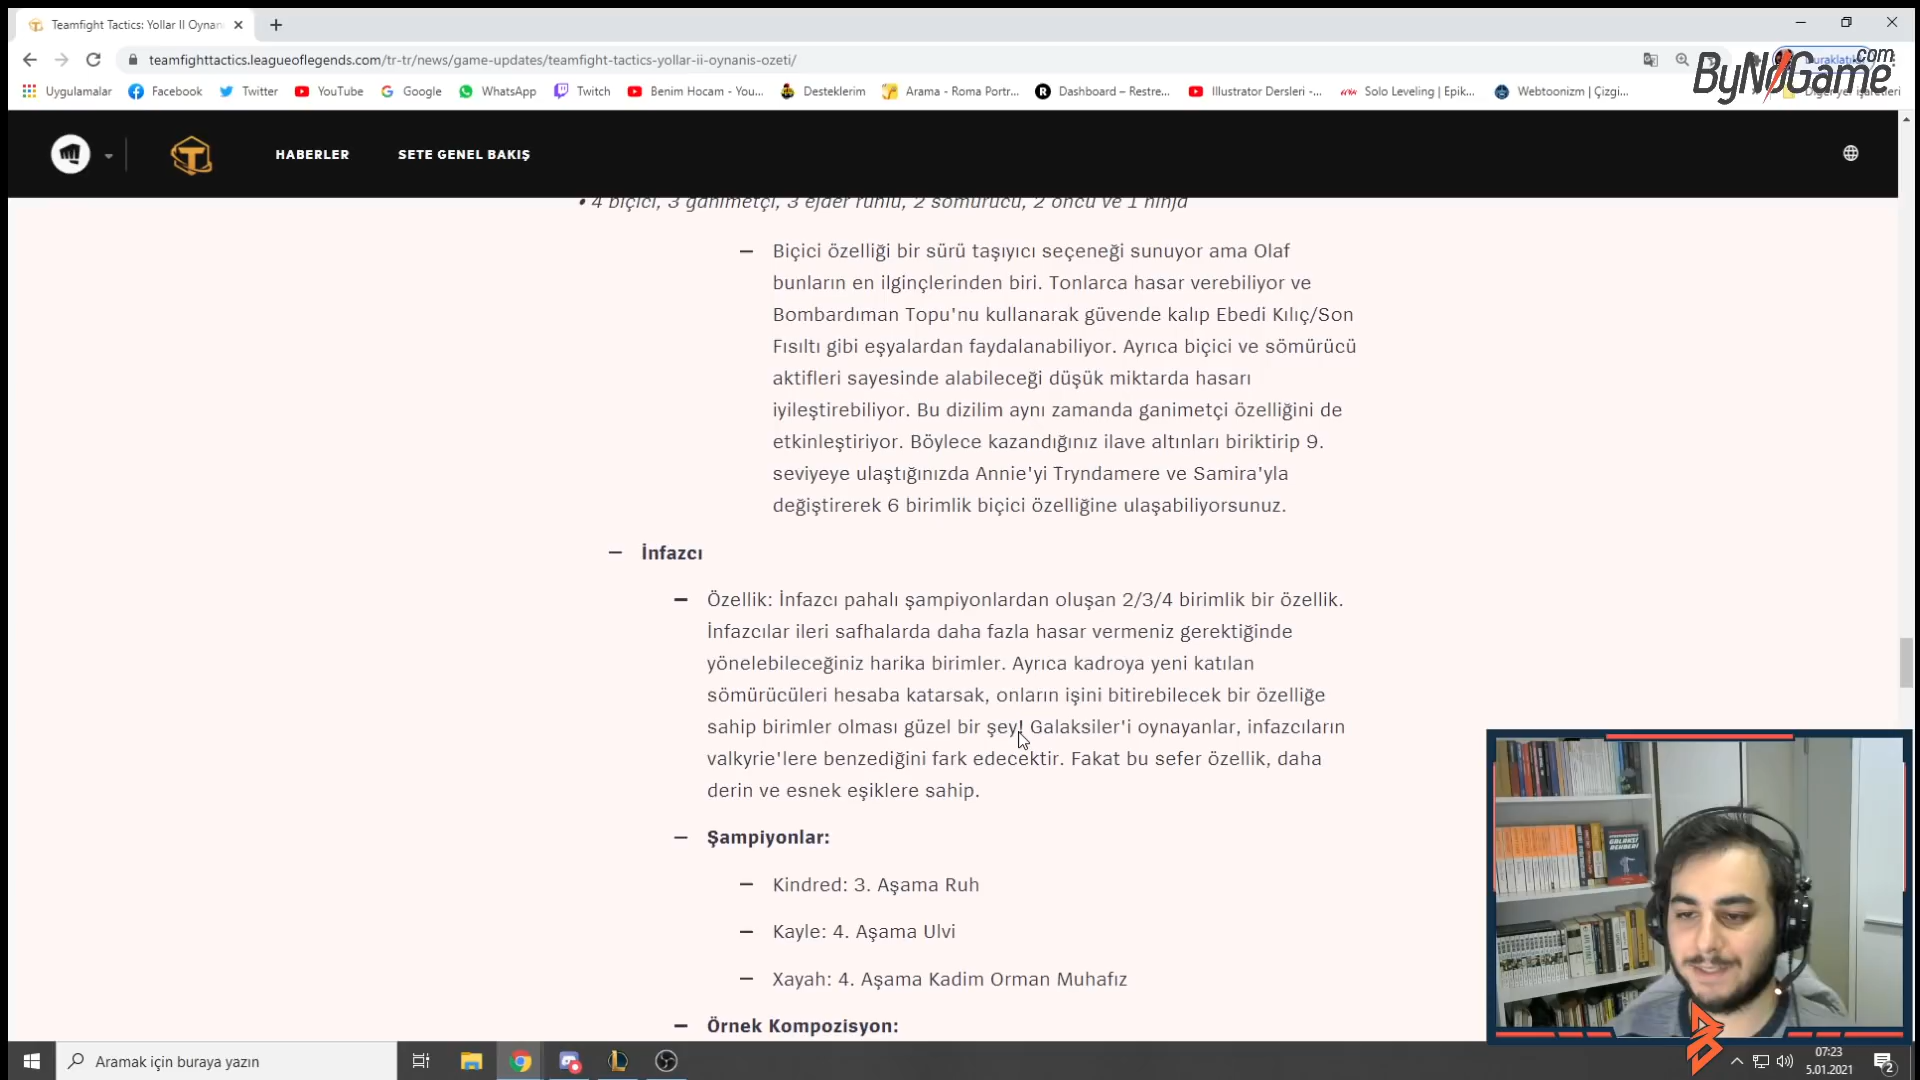 Teamfight Tactics: Yollar II Oynan
teamfighttactics.leagueoflegends.com/tr-tr/news/game-updates/teamfight-tactics-yollar-ii-oynanis-ozeti/
Uygulamalar Facebook Twitter YouTube Google WhatsApp Twitch Benim Hocam - You... Desteklerim Arama - Roma Portr... Dashboard – Restre... Illustrator Dersleri -... Solo Leveling | Epik... Webtoonizm | Çizgi...
ByNoGame.com
HABERLER SETE GENEL BAKIŞ
• 4 biçici, 3 ganimetçi, 3 ejder ruhlu, 2 sömürücü, 2 öncü ve 1 ninja
— Biçici özelliği bir sürü taşıyıcı seçeneği sunuyor ama Olaf
bunların en ilginçlerinden biri. Tonlarca hasar verebiliyor ve
Bombardıman Topu'nu kullanarak güvende kalıp Ebedi Kılıç/Son
Fısıltı gibi eşyalardan faydalanabiliyor. Ayrıca biçici ve sömürücü
aktifleri sayesinde alabileceği düşük miktarda hasarı
iyileştirebiliyor. Bu dizilim aynı zamanda ganimetçi özelliğini de
etkinleştiriyor. Böylece kazandığınız ilave altınları biriktirip 9.
seviyeye ulaştığınızda Annie'yi Tryndamere ve Samira'yla
değiştirerek 6 birimlik biçici özelliğine ulaşabiliyorsunuz.
— İnfazcı
— Özellik: İnfazcı pahalı şampiyonlardan oluşan 2/3/4 birimlik bir özellik.
İnfazcılar ileri safhalarda daha fazla hasar vermeniz gerektiğinde
yönelebileceğiniz harika birimler. Ayrıca kadroya yeni katılan
sömürücüleri hesaba katarsak, onların işini bitirebilecek bir özelliğe
sahip birimler olması güzel bir şey! Galaksiler'i oynayanlar, infazcıların
valkyrie'lere benzediğini fark edecektir. Fakat bu sefer özellik, daha
derin ve esnek eşiklere sahip.
— Şampiyonlar:
— Kindred: 3. Aşama Ruh
— Kayle: 4. Aşama Ulvi
— Xayah: 4. Aşama Kadim Orman Muhafız
— Örnek Kompozisyon:
Aramak için buraya yazın
07:23
5.01.2021
2